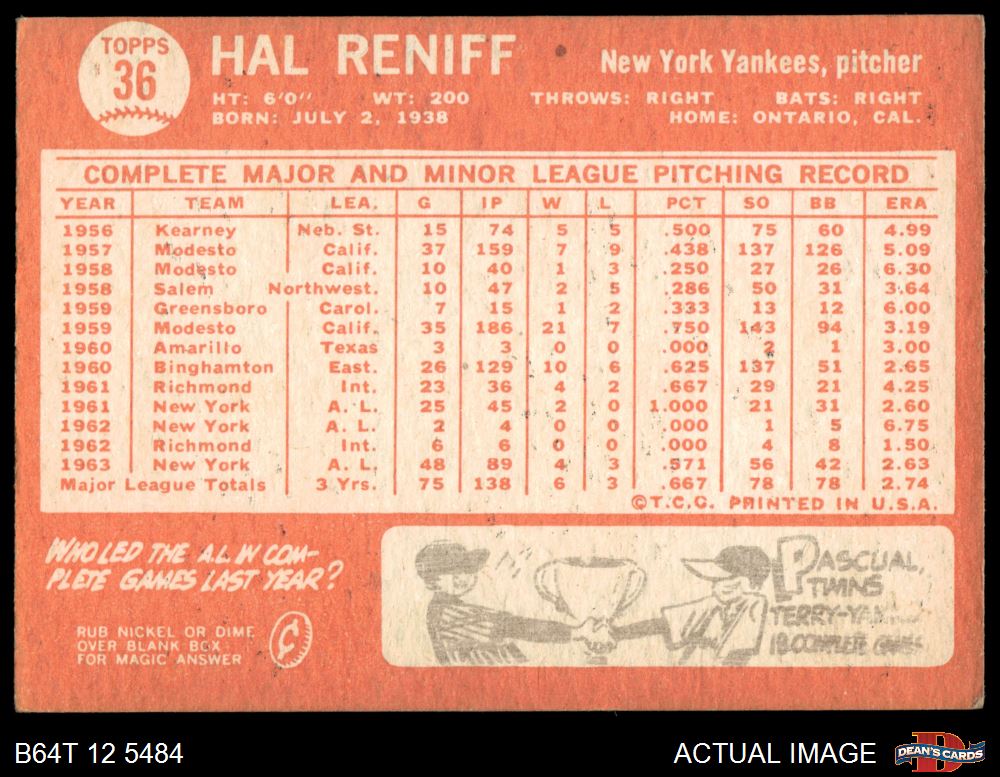 TOPPS
36
HAL RENIFF
New York Yankees, pitcher
HT: 6'0" WT: 200 THROWS: RIGHT BATS: RIGHT
BORN: JULY 2, 1938 HOME: ONTARIO, CAL.
COMPLETE MAJOR AND MINOR LEAGUE PITCHING RECORD
YEAR TEAM LEA. G IP W L PCT SO BB ERA
1956 Kearney Neb. St. 15 74 5 5 .500 75 60 4.99
1957 Modesto Calif. 37 159 7 9 .438 137 126 5.09
1958 Modesto Calif. 10 40 1 3 .250 27 26 6.30
1958 Salem Northwest. 10 47 2 5 .286 50 31 3.64
1959 Greensboro Carol. 7 15 1 2 .333 13 12 6.00
1959 Modesto Calif. 35 186 21 7 .750 143 94 3.19
1960 Amarillo Texas 3 3 0 0 .000 2 1 3.00
1960 Binghamton East. 26 129 10 6 .625 137 51 2.65
1961 Richmond Int. 23 36 4 2 .667 29 21 4.25
1961 New York A. L. 25 45 2 0 1.000 21 31 2.60
1962 New York A. L. 2 4 0 0 .000 1 5 6.75
1962 Richmond Int. 6 6 0 0 .000 4 8 1.50
1963 New York A. L. 48 89 4 3 .571 56 42 2.63
Major League Totals 3 Yrs. 75 138 6 3 .667 78 78 2.74
©T.C.G. PRINTED IN U.S.A.
WHO LED THE A.L. IN COM-
PLETE GAMES LAST YEAR?
RUB NICKEL OR DIME
OVER BLANK BOX
FOR MAGIC ANSWER
PASCUAL,
TWINS
TERRY-YANKS
18 COMPLETE GAMES
B64T 12 5484
ACTUAL IMAGE
D
DEAN'S CARDS